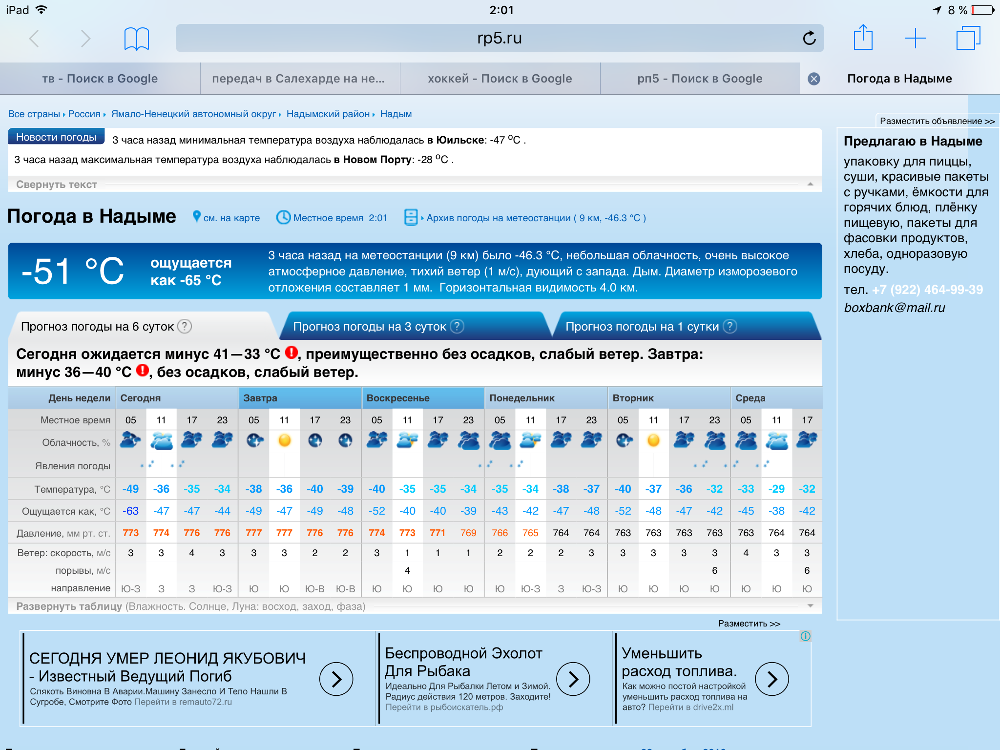 iPad 2:01 8 %
rp5.ru
тв - Поиск в Google
передач в Салехарде на не...
хоккей - Поиск в Google
рп5 - Поиск в Google
Погода в Надыме
Все страны Россия Ямало-Ненецкий автономный округ Надымский район Надым
Новости погоды 3 часа назад минимальная температура воздуха наблюдалась в Юильске: -47 °C .
3 часа назад максимальная температура воздуха наблюдалась в Новом Порту: -28 °C .
Свернуть текст
Погода в Надыме см. на карте Местное время 2:01 Архив погоды на метеостанции ( 9 км, -46.3 °C )
-51 °C
ощущается
как -65 °C
3 часа назад на метеостанции (9 км) было -46.3 °C, небольшая облачность, очень высокое
атмосферное давление, тихий ветер (1 м/с), дующий с запада. Дым. Диаметр изморозевого
отложения составляет 1 мм. Горизонтальная видимость 4.0 км.
Прогноз погоды на 6 суток ?
Прогноз погоды на 3 суток ?
Прогноз погоды на 1 сутки ?
Сегодня ожидается минус 41—33 °C !, преимущественно без осадков, слабый ветер. Завтра:
минус 36—40 °C !, без осадков, слабый ветер.
День недели Сегодня Завтра Воскресенье Понедельник Вторник Среда
Местное время 05 11 17 23 05 11 17 23 05 11 17 23 05 11 17 23 05 11 17 23 05 11 17
Облачность, %
Явления погоды
Температура, °C -49 -36 -35 -34 -38 -36 -40 -39 -40 -35 -35 -34 -35 -34 -38 -37 -40 -37 -36 -32 -33 -29 -32
Ощущается как, °C -63 -47 -47 -44 -49 -47 -49 -48 -52 -40 -40 -39 -43 -42 -47 -48 -52 -48 -47 -42 -45 -38 -42
Давление, мм рт. ст. 773 774 776 776 777 777 776 776 774 773 771 769 766 765 764 764 763 763 763 763 763 764 764
Ветер: скорость, м/с 3 3 4 3 3 3 2 2 3 1 1 1 2 2 2 3 3 3 3 3 4 3 3
порывы, м/с 4 6 6
направление Ю-З З З Ю-З Ю Ю Ю-В Ю-В Ю Ю Ю Ю Ю Ю-З З Ю-З Ю Ю Ю Ю Ю Ю Ю
Развернуть таблицу (Влажность. Солнце, Луна: восход, заход, фаза)
Разместить >>
СЕГОДНЯ УМЕР ЛЕОНИД ЯКУБОВИЧ
- Известный Ведущий Погиб
Слякоть Виновна В Аварии.Машину Занесло И Тело Нашли В
Сугробе, Смотрите Фото Перейти в remauto72.ru
Беспроводной Эхолот
Для Рыбака
Идеально Для Рыбалки Летом и Зимой.
Радиус действия 120 метров. Заходите!
Перейти в рыбоискатель.рф
Уменьшить
расход топлива.
Как можно постой настройкой
уменьшить расход топлива на
авто? Перейти в drive2x.ml
Разместить объявление >>
Предлагаю в Надыме
упаковку для пиццы,
суши, красивые пакеты
с ручками, ёмкости для
горячих блюд, плёнку
пищевую, пакеты для
фасовки продуктов,
хлеба, одноразовую
посуду.
тел. +7 (922) 464-99-39
boxbank@mail.ru